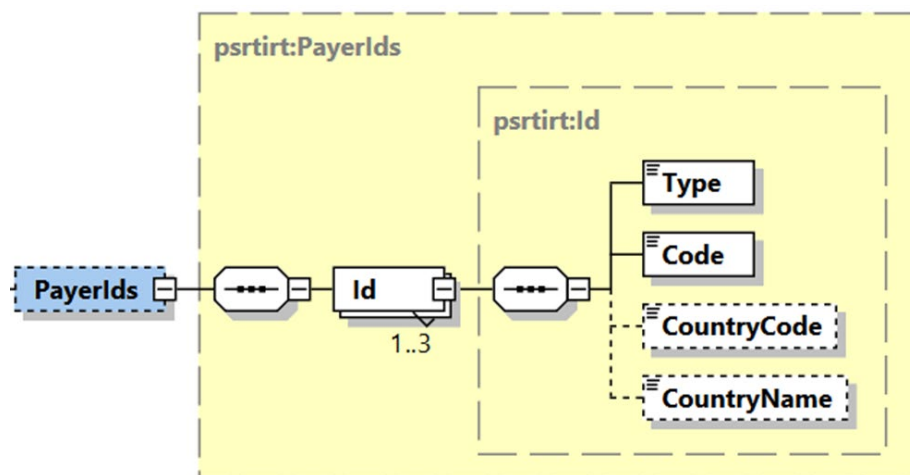 psrtirt:PayerIds
psrtirt:Id
Type
Code
PayerIds
Id
1..3
CountryCode
CountryName